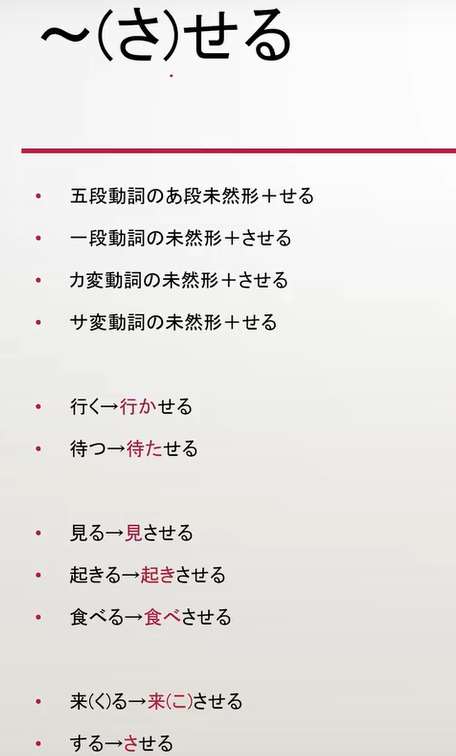 ～(さ)せる
• 五段動詞のあ段未然形＋せる
• 一段動詞の未然形＋させる
• カ変動詞の未然形＋させる
• サ変動詞の未然形＋せる
• 行く→行かせる
• 待つ→待たせる
• 見る→見させる
• 起きる→起きさせる
• 食べる→食べさせる
• 来(く)る→来(こ)させる
• する→させる